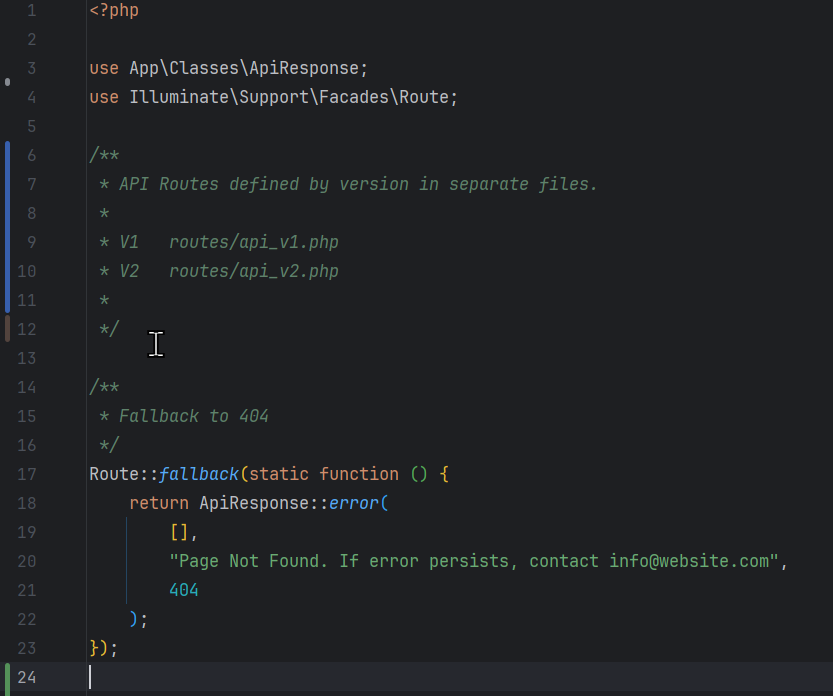 1 <?php
2
3 use App\Classes\ApiResponse;
4 use Illuminate\Support\Facades\Route;
5
6 /**
7  * API Routes defined by version in separate files.
8  *
9  * V1   routes/api_v1.php
10  * V2   routes/api_v2.php
11  *
12  */
13
14 /**
15  * Fallback to 404
16  */
17 Route::fallback(static function () {
18     return ApiResponse::error(
19         [],
20         "Page Not Found. If error persists, contact info@website.com",
21         404
22     );
23 });
24